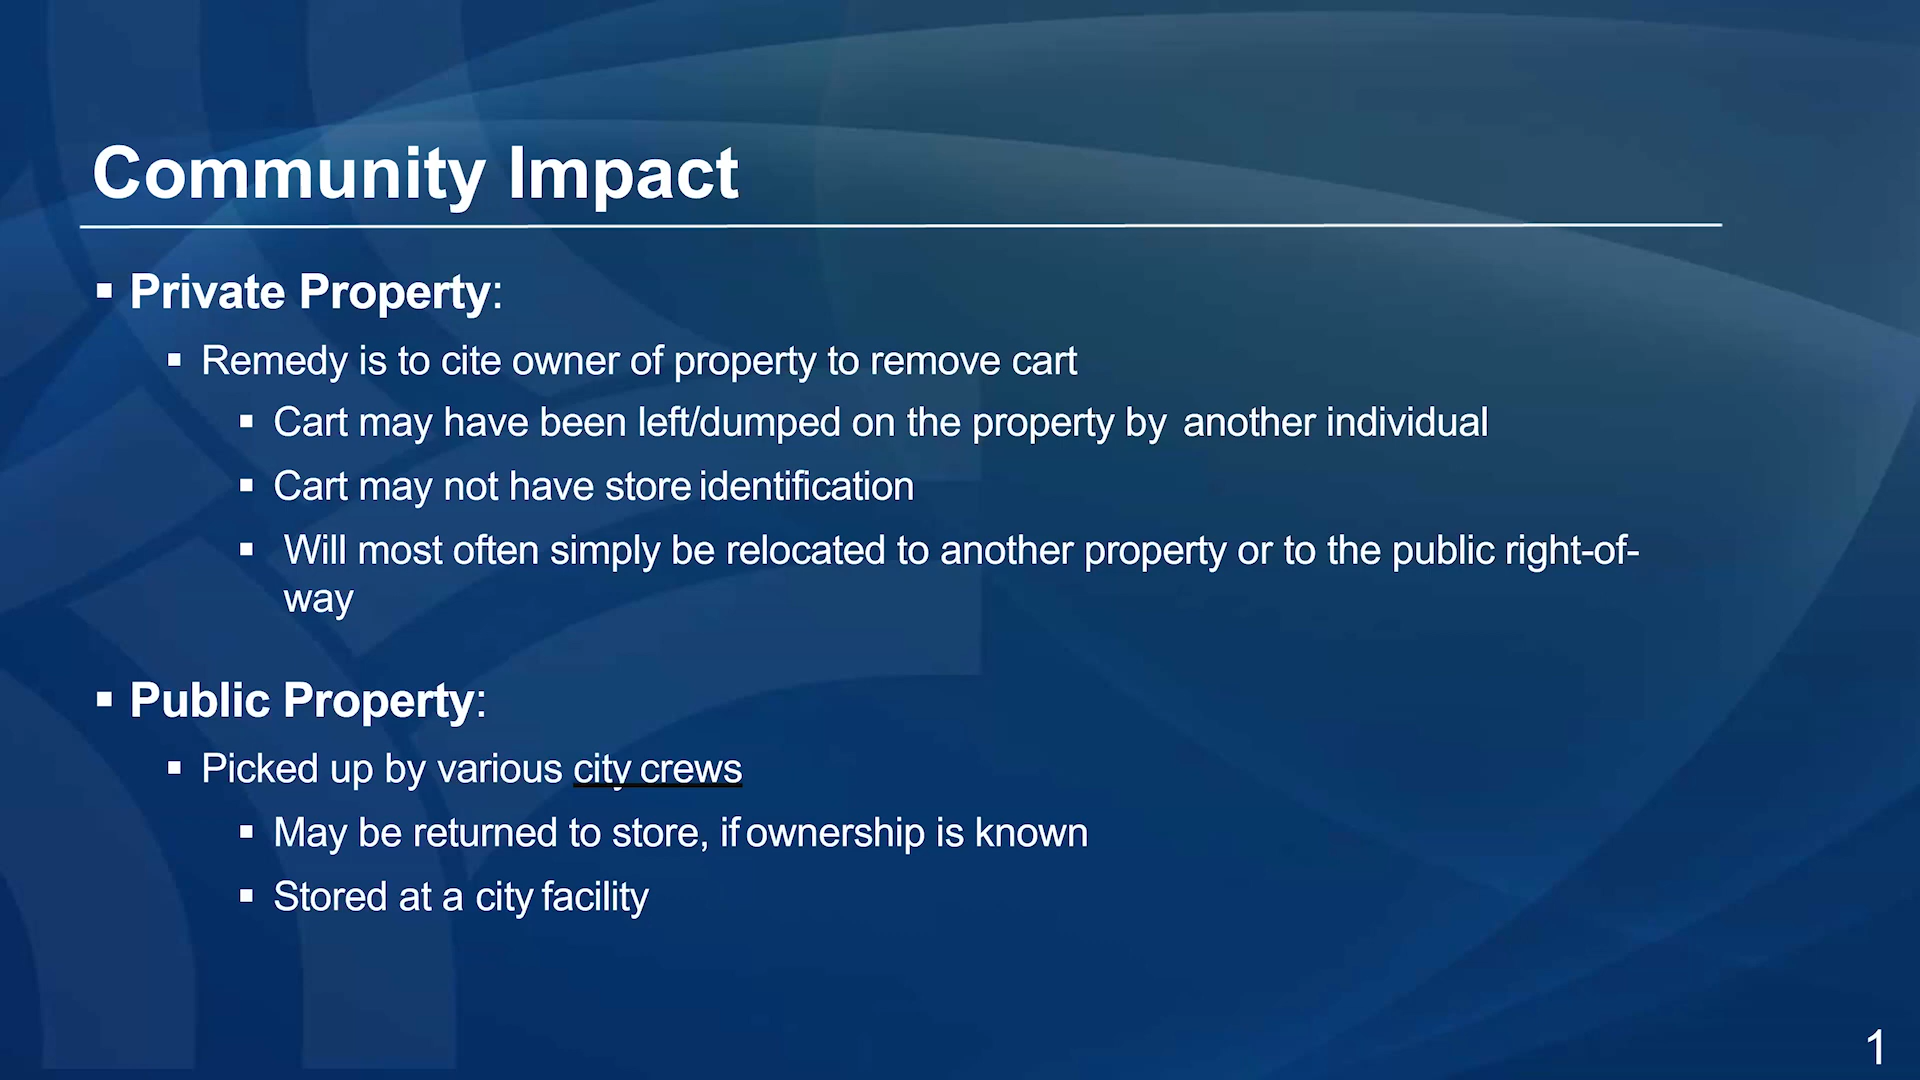 Community Impact
▪ Private Property:
▪ Remedy is to cite owner of property to remove cart
▪ Cart may have been left/dumped on the property by another individual
▪ Cart may not have store identification
▪ Will most often simply be relocated to another property or to the public right-of-
way
▪ Public Property:
▪ Picked up by various city crews
▪ May be returned to store, if ownership is known
▪ Stored at a city facility
1